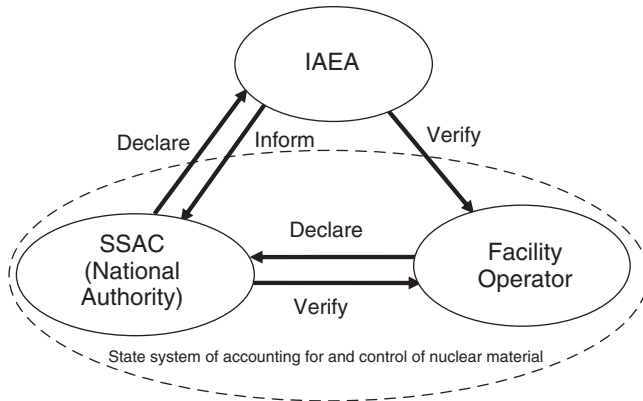 IAEA
Declare
Inform
Verify
SSAC
(National
Authority)
Declare
Verify
Facility
Operator
State system of accounting for and control of nuclear material